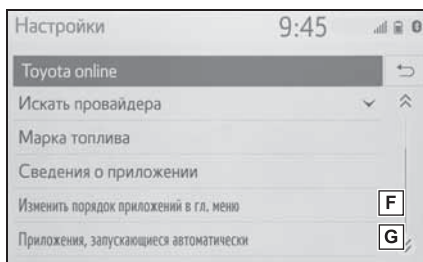 Настройки 9:45
Toyota online
Искать провайдера
Марка топлива
Сведения о приложении
Изменить порядок приложений в гл. меню F
Приложения, запускающиеся автоматически G